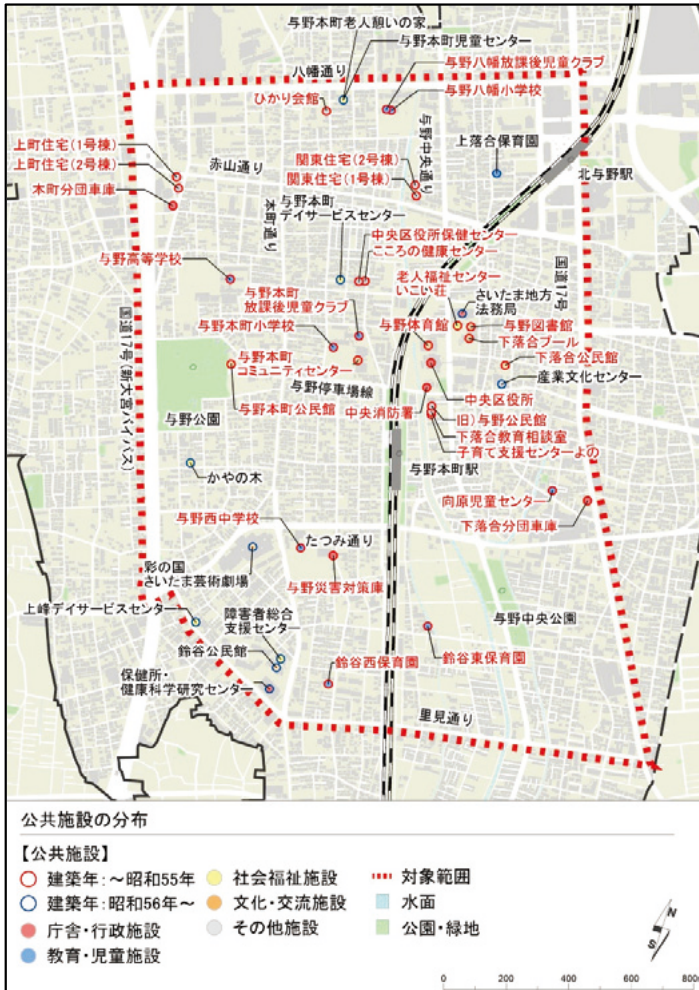 与野本町老人憩いの家
与野本町児童センター
八幡通り
与野八幡放課後児童クラブ
ひかり会館
与野八幡小学校
与野中央通り
上落合保育園
上町住宅(1号棟)
上町住宅(2号棟)
赤山通り
関東住宅(2号棟)
関東住宅(1号棟)
北与野駅
木町分団車庫
本町通り
与野本町
デイサービスセンター
中央区役所保健センター
こころの健康センター
与野高等学校
国道17号
老人福祉センター
いこい荘
さいたま地方
法務局
与野本町
放課後児童クラブ
与野体育館
与野図書館
与野本町小学校
下落合プール
下落合公民館
国道17号(新大宮バイパス)
与野本町
コミュニティセンター
与野停車場線
産業文化センター
与野本町公民館
中央消防署
中央区役所
与野公園
旧)与野公民館
下落合教育相談室
子育て支援センターよの
与野本町駅
かやの木
向原児童センター
下落合分団車庫
与野西中学校
たつみ通り
彩の国
さいたま芸術劇場
与野災害対策庫
上峰デイサービスセンター
障害者総合
支援センター
与野中央公園
鈴谷公民館
鈴谷西保育園
鈴谷東保育園
保健所・
健康科学研究センター
里見通り
公共施設の分布
【公共施設】
建築年:~昭和55年
社会福祉施設
対象範囲
建築年:昭和56年~
文化・交流施設
水面
庁舎・行政施設
その他施設
公園・緑地
教育・児童施設
N
S
0 200 400 600 800